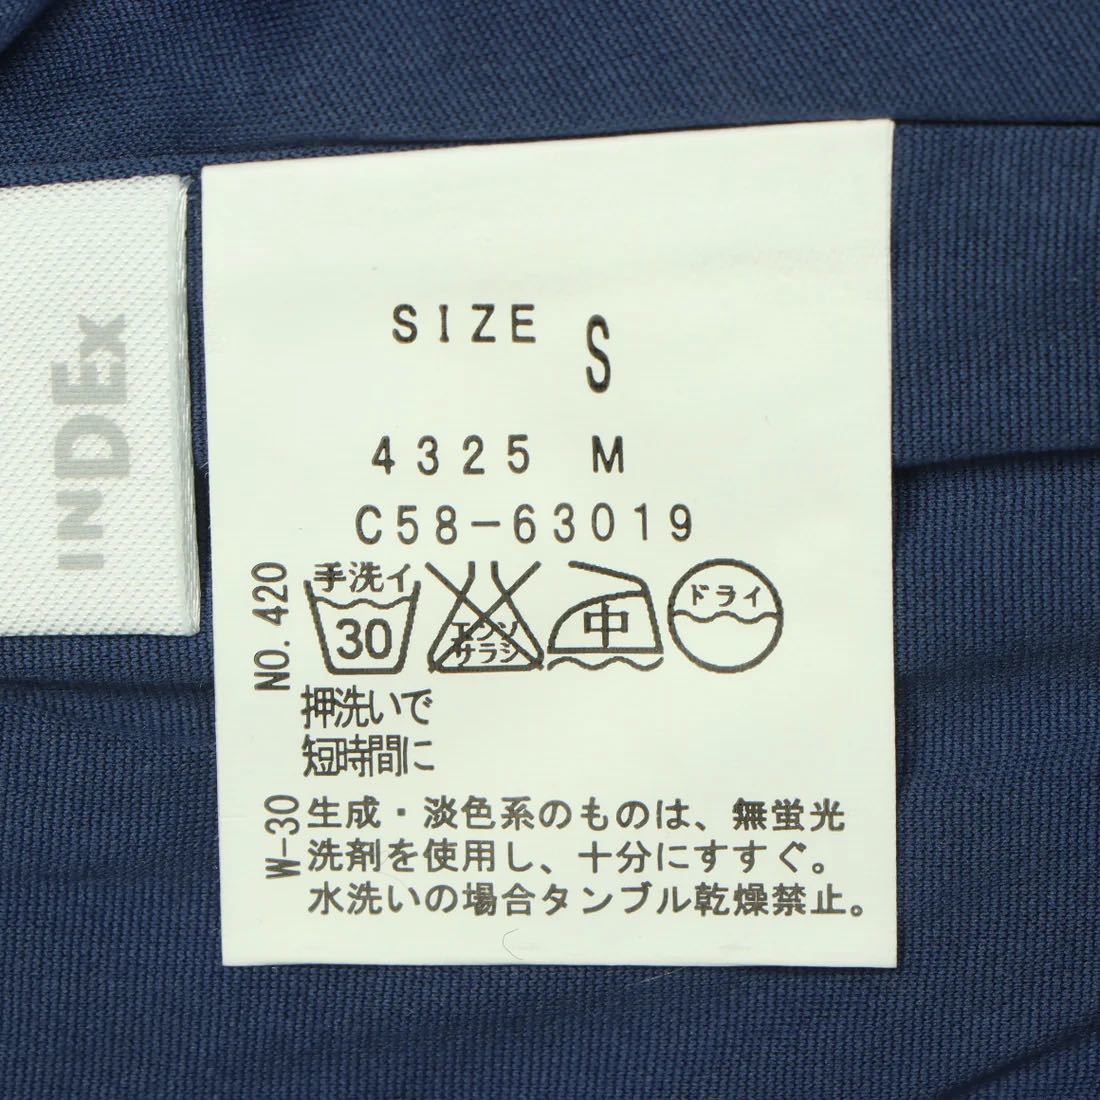 INDEX
SIZE S
4325 M
C58-63019
NO. 420
手洗イ
30
エンソ
サラシ
中
ドライ
押洗いで
短時間に
W-30
生成・淡色系のものは、無蛍光
洗剤を使用し、十分にすすぐ。
水洗いの場合タンブル乾燥禁止。